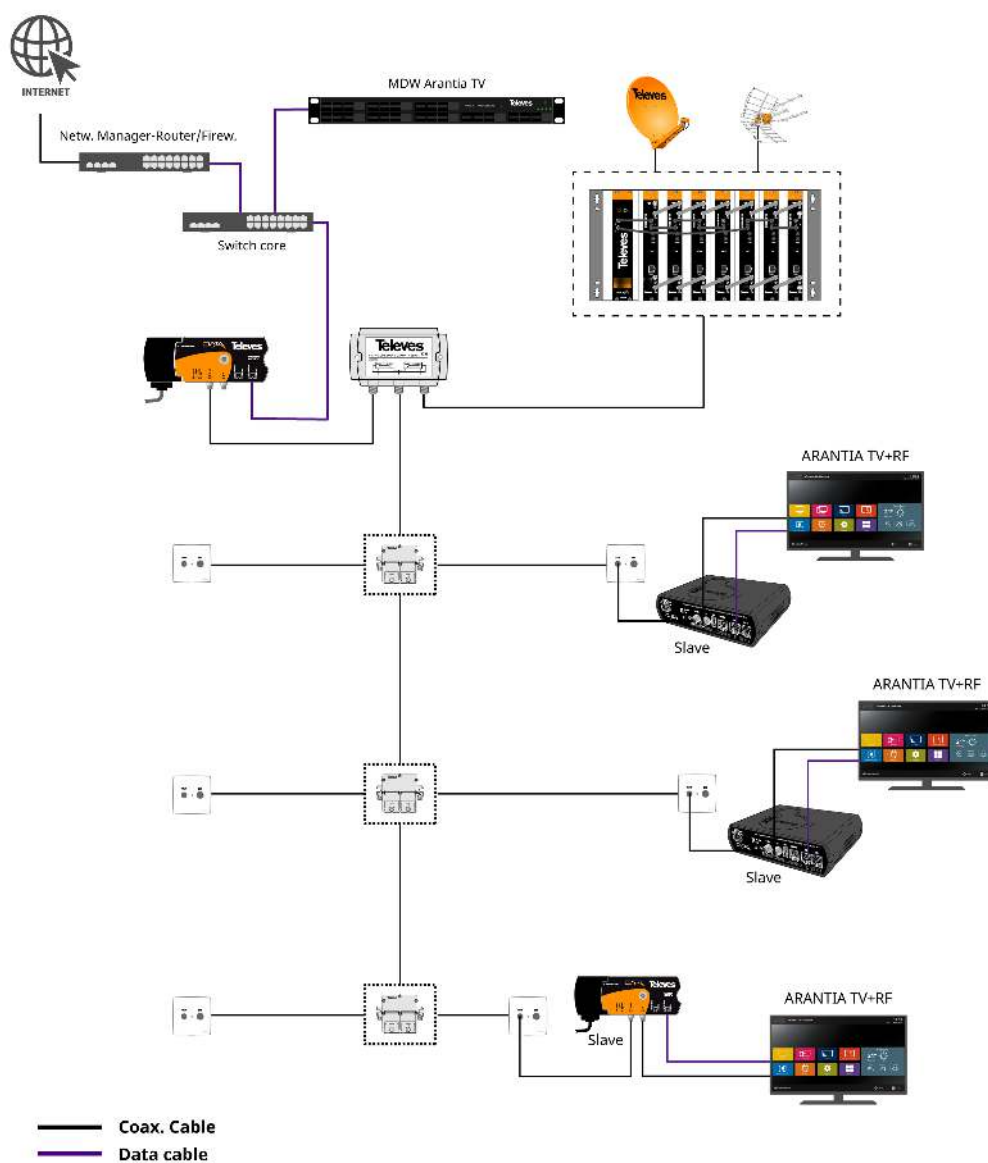 INTERNET
MDW Arantia TV
Televes
Televes
Netw. Manager-Router/Firew.
Switch core
Televes
Televes
Televes
ARANTIA TV+RF
Slave
ARANTIA TV+RF
Slave
Televes
Slave
ARANTIA TV+RF
Coax. Cable
Data cable